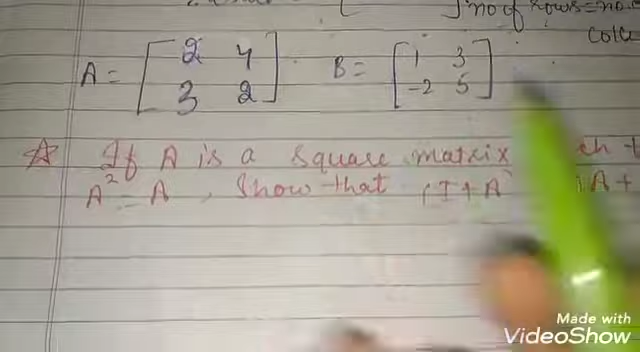 no of rows = no.
A = [ 2 4
3 2 ] B = [ 1 3
-2 5 ]
If A is a square matrix
A² = A, show that (I + A A +
Made with
VideoShow